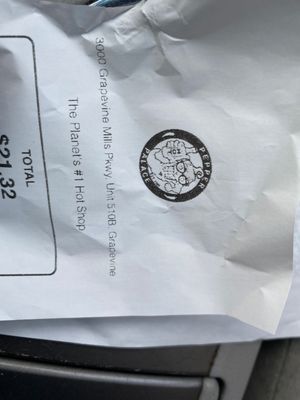 PEPPER
PALACE
3000 Grapevine Mills Pkwy, Unit 510B, Grapevine
The Planet's #1 Hot Shop
TOTAL
$21.32